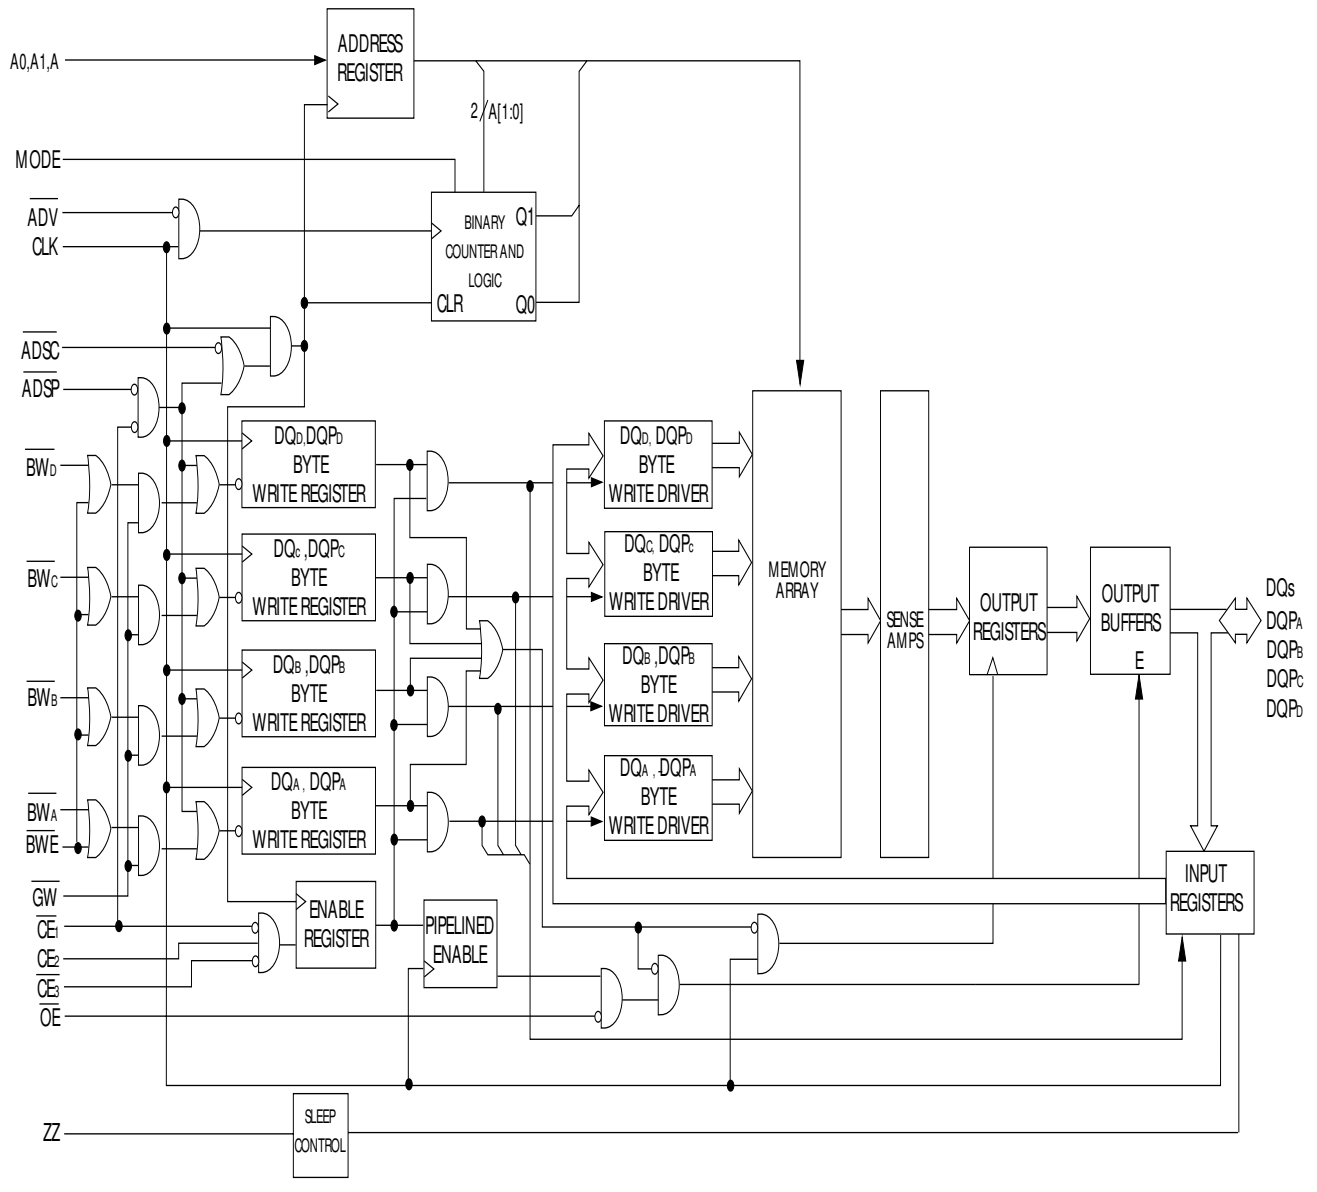 A0,A1,A
ADDRESS
REGISTER
2 A[1:0]
MODE
ADV
CLK
BINARY
COUNTER AND
LOGIC
CLR
Q1
Q0
ADSC
ADSP
BWD
BWC
BWB
BWA
BWE
GW
CE1
CE2
CE3
OE
ZZ
DQD,DQPD
BYTE
WRITE REGISTER
DQc ,DQPC
BYTE
WRITE REGISTER
DQB ,DQPB
BYTE
WRITE REGISTER
DQA , DQPA
BYTE
WRITE REGISTER
ENABLE
REGISTER
PIPELINED
ENABLE
SLEEP
CONTROL
DQD, DQPD
BYTE
WRITE DRIVER
DQC, DQPc
BYTE
WRITE DRIVER
DQB ,DQPB
BYTE
WRITE DRIVER
DQA , DQPA
BYTE
WRITE DRIVER
MEMORY
ARRAY
SENSE
AMPS
OUTPUT
REGISTERS
OUTPUT
BUFFERS
E
INPUT
REGISTERS
DQs
DQPA
DQPB
DQPC
DQPD